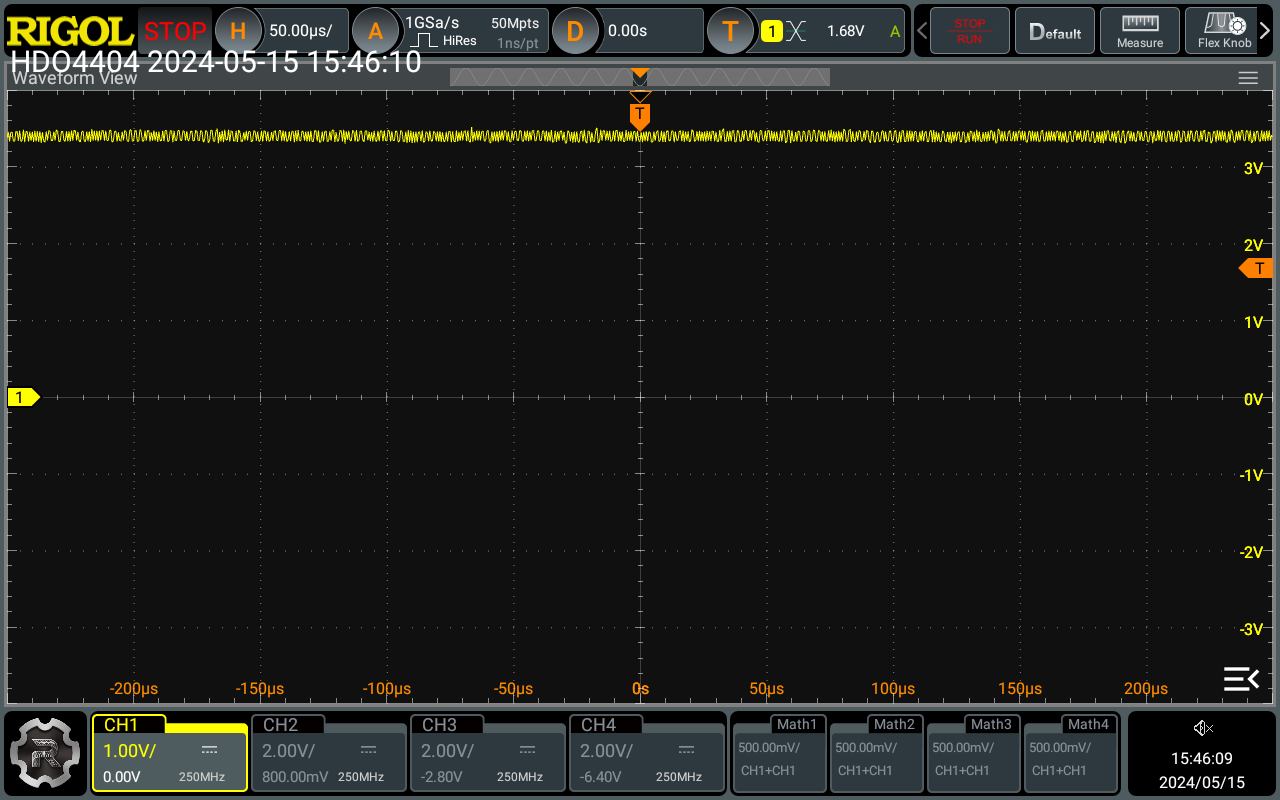 RIGOL STOP H 50.00µs/ A 1GSa/s HiRes 50Mpts 1ns/pt D 0.00s T 1 1.68V A STOP RUN Default Measure Flex Knob
HDO4404 2024-05-15 15:46:10
Waveform View
T
3V
2V
T
1V
1
0V
-1V
-2V
-3V
-200µs -150µs -100µs -50µs 0s 50µs 100µs 150µs 200µs
CH1 CH2 CH3 CH4 Math1 Math2 Math3 Math4
1.00V/ 2.00V/ 2.00V/ 2.00V/ 500.00mV/ 500.00mV/ 500.00mV/ 500.00mV/
0.00V 250MHz 800.00mV 250MHz -2.80V 250MHz -6.40V 250MHz CH1+CH1 CH1+CH1 CH1+CH1 CH1+CH1
R
15:46:09
2024/05/15